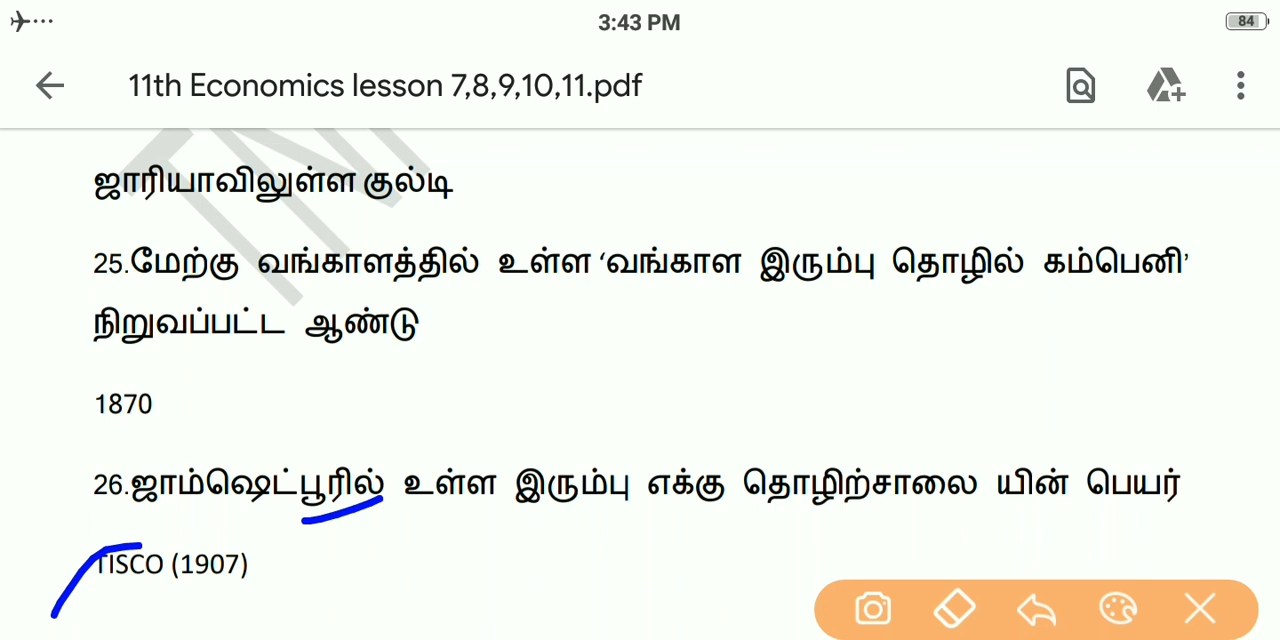 3:43 PM
84
11th Economics lesson 7,8,9,10,11.pdf
ஜாரியாவிலுள்ள குல்டி
25.மேற்கு வங்காளத்தில் உள்ள ‘வங்காள இரும்பு தொழில் கம்பெனி’
நிறுவப்பட்ட ஆண்டு
1870
26.ஜாம்ஷெட்பூரில் உள்ள இரும்பு எக்கு தொழிற்சாலை யின் பெயர்
TISCO (1907)